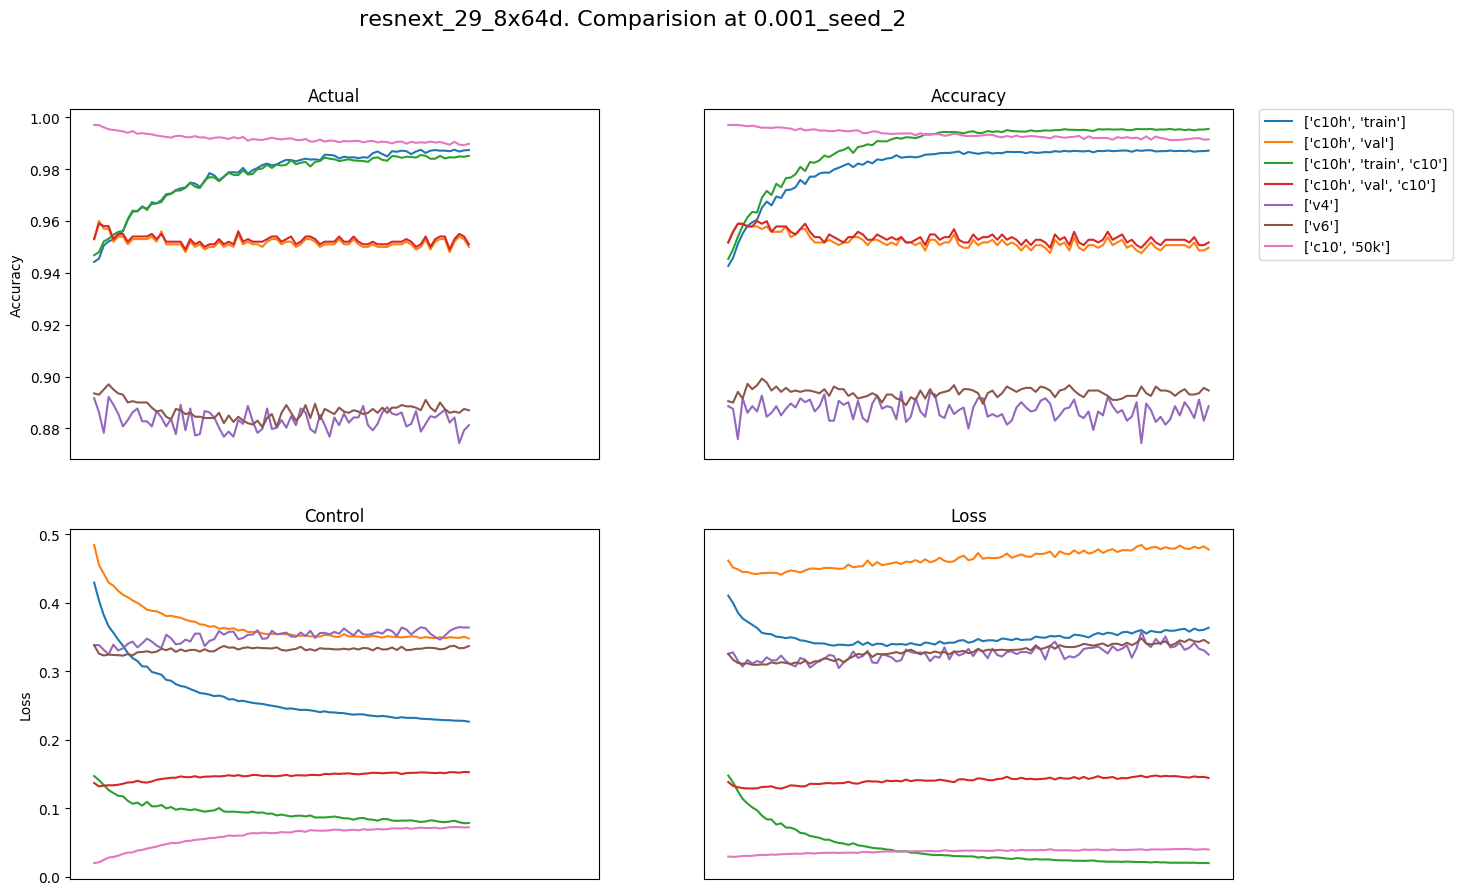 resnext_29_8x64d. Comparision at 0.001_seed_2
Actual
Accuracy
1.00
0.98
0.96
0.94
0.92
0.90
0.88
Accuracy
['c10h', 'train']
['c10h', 'val']
['c10h', 'train', 'c10']
['c10h', 'val', 'c10']
['v4']
['v6']
['c10', '50k']
Control
Loss
0.5
0.4
0.3
0.2
0.1
0.0
Loss